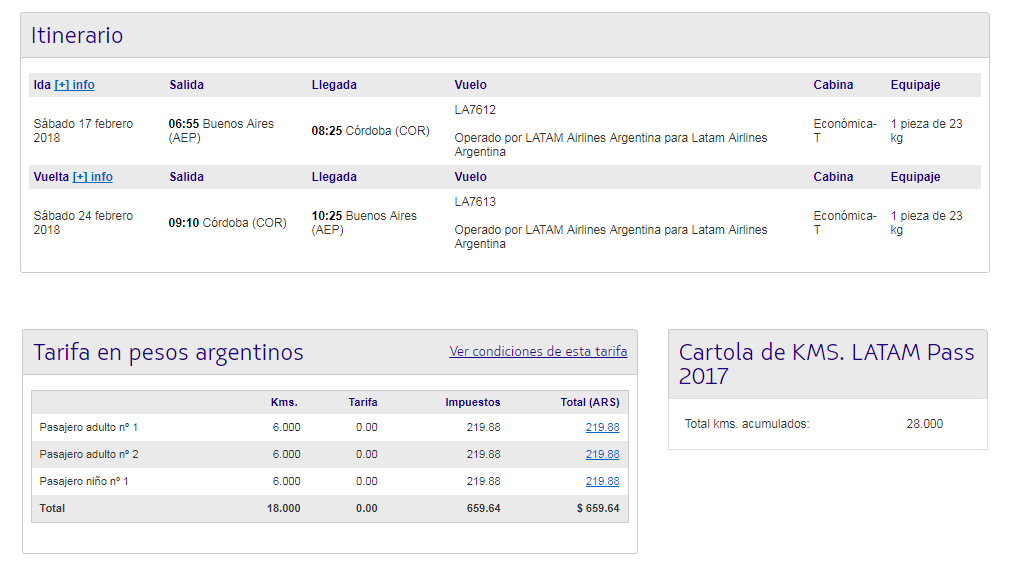 Itinerario
Ida [+] info Salida Llegada Vuelo Cabina Equipaje
Sábado 17 febrero 2018 06:55 Buenos Aires (AEP) 08:25 Córdoba (COR) LA7612 Operado por LATAM Airlines Argentina para Latam Airlines Argentina Económica-T 1 pieza de 23 kg
Vuelta [+] info Salida Llegada Vuelo Cabina Equipaje
Sábado 24 febrero 2018 09:10 Córdoba (COR) 10:25 Buenos Aires (AEP) LA7613 Operado por LATAM Airlines Argentina para Latam Airlines Argentina Económica-T 1 pieza de 23 kg
Tarifa en pesos argentinos Ver condiciones de esta tarifa
Kms. Tarifa Impuestos Total (ARS)
Pasajero adulto nº 1 6.000 0.00 219.88 219.88
Pasajero adulto nº 2 6.000 0.00 219.88 219.88
Pasajero niño nº 1 6.000 0.00 219.88 219.88
Total 18.000 0.00 659.64 $ 659.64
Cartola de KMS. LATAM Pass
2017
Total kms. acumulados: 28.000